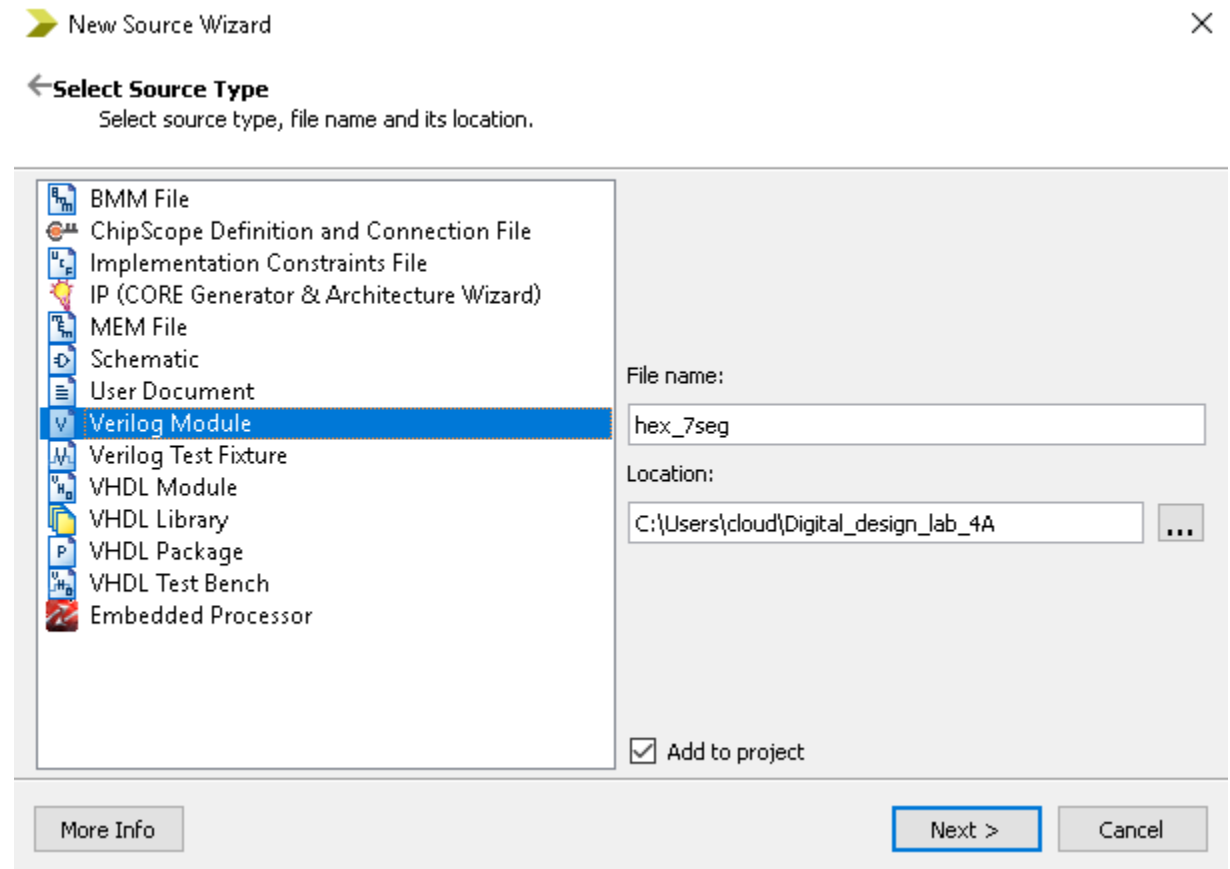 New Source Wizard
Select Source Type
Select source type, file name and its location.
BMM File
ChipScope Definition and Connection File
Implementation Constraints File
IP (CORE Generator & Architecture Wizard)
MEM File
Schematic
User Document
Verilog Module
Verilog Test Fixture
VHDL Module
VHDL Library
VHDL Package
VHDL Test Bench
Embedded Processor
File name:
hex_7seg
Location:
C:\Users\cloud\Digital_design_lab_4A
...
Add to project
More Info
Next >
Cancel